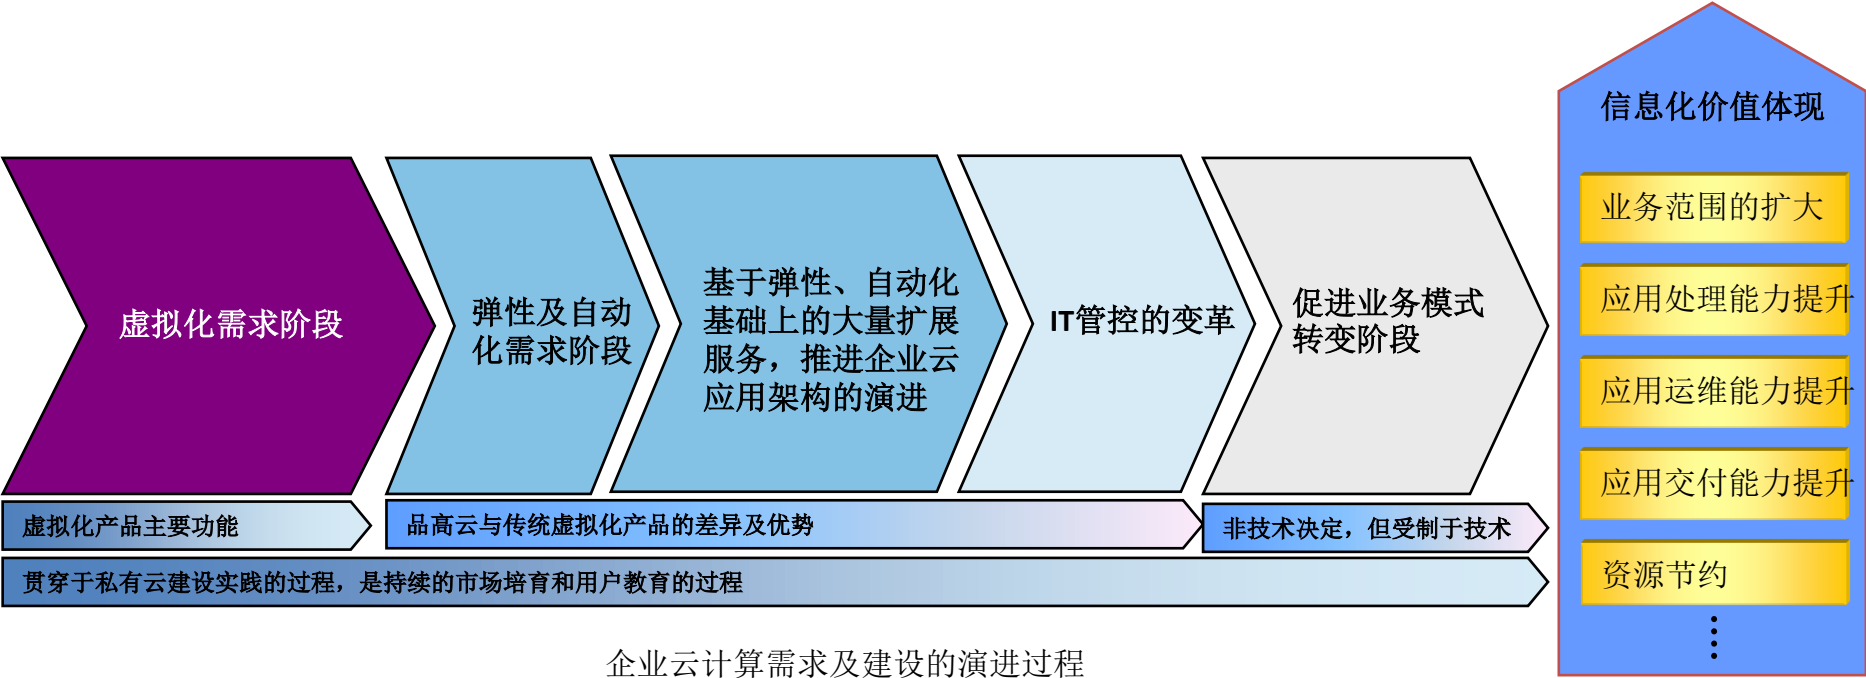 信息化价值体现
业务范围的扩大
应用处理能力提升
应用运维能力提升
应用交付能力提升
资源节约
虚拟化需求阶段
弹性及自动
化需求阶段
基于弹性、自动化
基础上的大量扩展
服务，推进企业云
应用架构的演进
IT管控的变革
促进业务模式
转变阶段
虚拟化产品主要功能
品高云与传统虚拟化产品的差异及优势
非技术决定，但受制于技术
贯穿于私有云建设实践的过程，是持续的市场培育和用户教育的过程
企业云计算需求及建设的演进过程